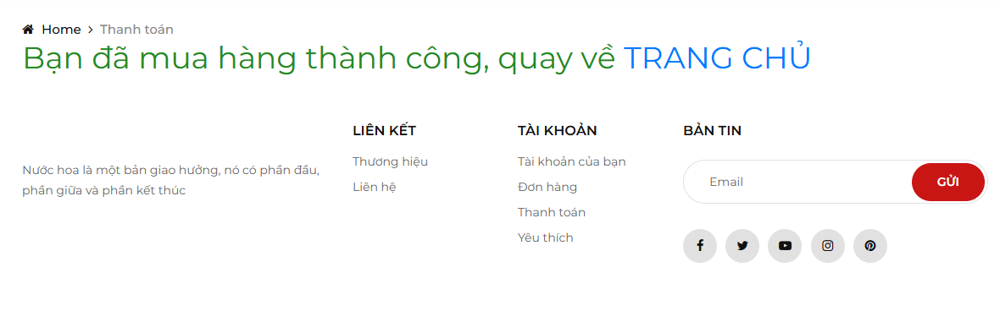 Home > Thanh toán
Bạn đã mua hàng thành công, quay về TRANG CHỦ
Nước hoa là một bản giao hưởng, nó có phần đầu,
phần giữa và phần kết thúc
LIÊN KẾT
Thương hiệu
Liên hệ
TÀI KHOẢN
Tài khoản của bạn
Đơn hàng
Thanh toán
Yêu thích
BẢN TIN
Email
GỬI